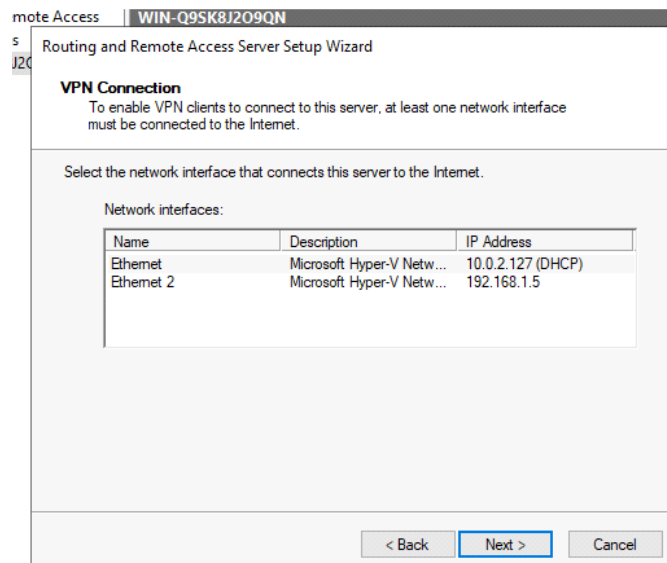 mote Access
WIN-Q9SK8J2O9QN
s
J2
Routing and Remote Access Server Setup Wizard
VPN Connection
To enable VPN clients to connect to this server, at least one network interface
must be connected to the Internet.
Select the network interface that connects this server to the Internet.
Network interfaces:
Name Description IP Address
Ethernet Microsoft Hyper-V Netw... 10.0.2.127 (DHCP)
Ethernet 2 Microsoft Hyper-V Netw... 192.168.1.5
< Back Next > Cancel